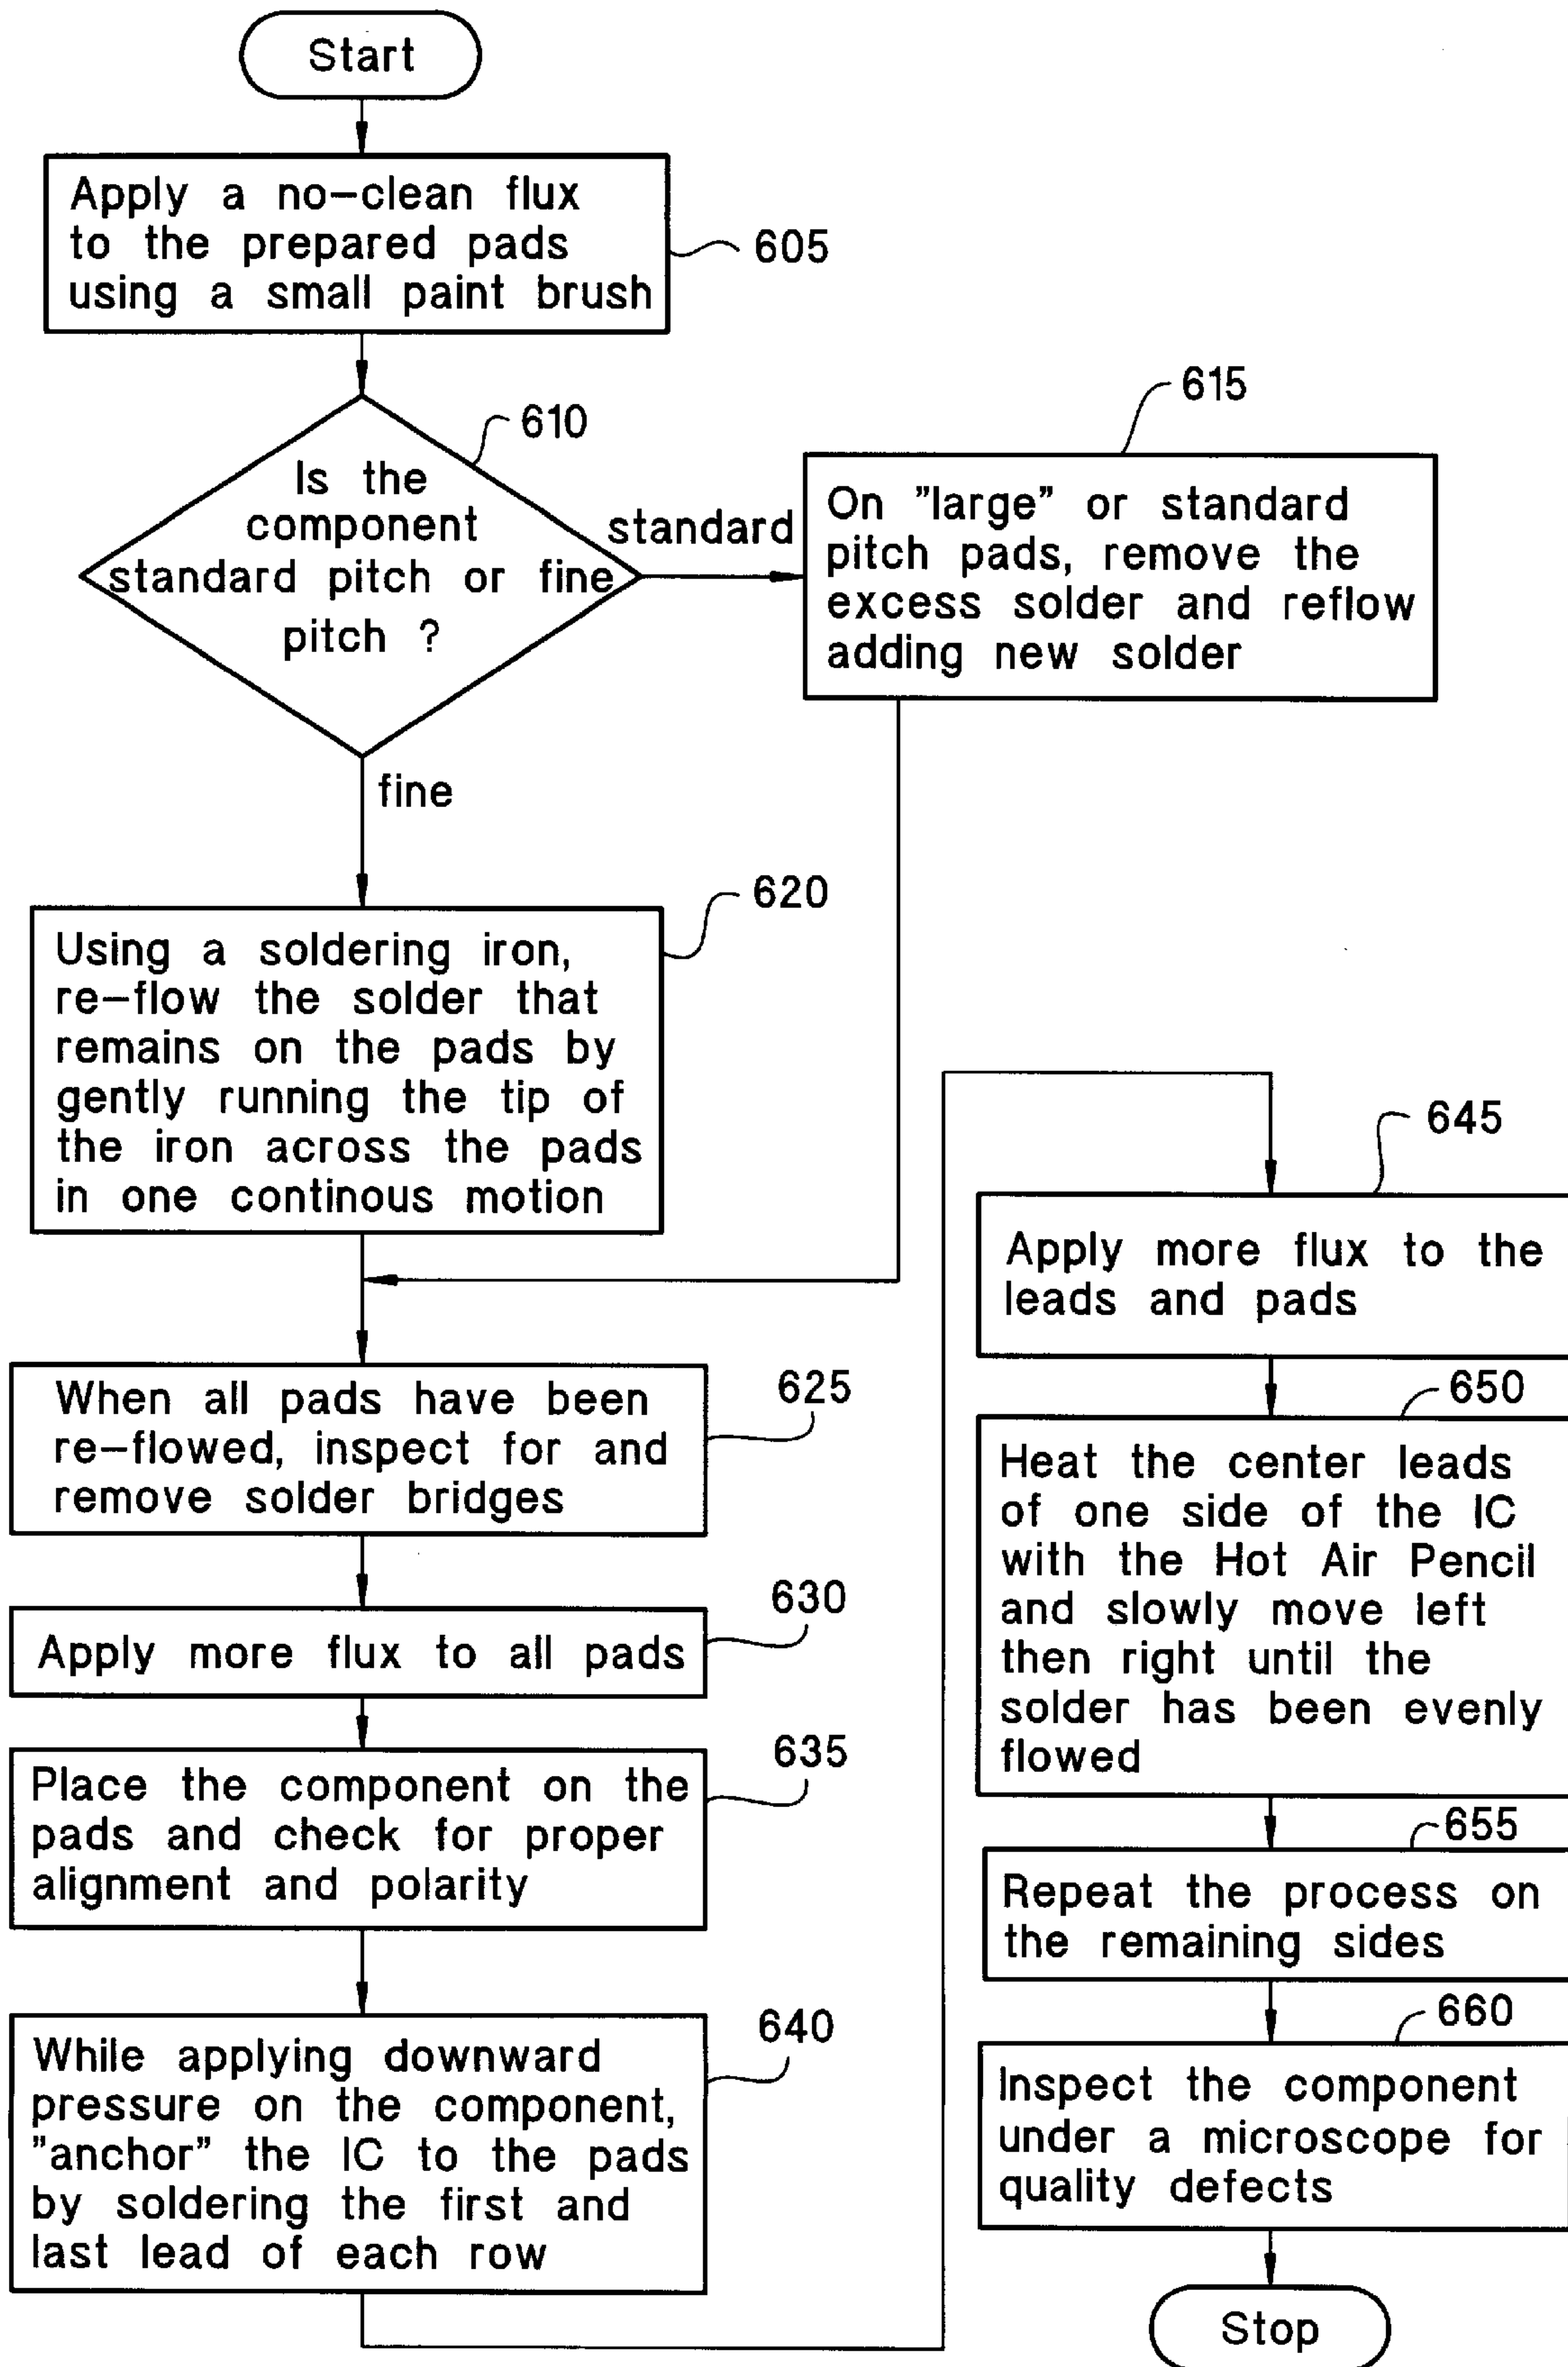 Start
Apply a no-clean flux
to the prepared pads
using a small paint brush
605
610
Is the
component
standard pitch or fine
pitch ?
standard
615
On "large" or standard
pitch pads, remove the
excess solder and reflow
adding new solder
fine
620
Using a soldering iron,
re-flow the solder that
remains on the pads by
gently running the tip of
the iron across the pads
in one continous motion
625
When all pads have been
re-flowed, inspect for and
remove solder bridges
630
Apply more flux to all pads
635
Place the component on the
pads and check for proper
alignment and polarity
640
While applying downward
pressure on the component,
"anchor" the IC to the pads
by soldering the first and
last lead of each row
645
Apply more flux to the
leads and pads
650
Heat the center leads
of one side of the IC
with the Hot Air Pencil
and slowly move left
then right until the
solder has been evenly
flowed
655
Repeat the process on
the remaining sides
660
Inspect the component
under a microscope for
quality defects
Stop